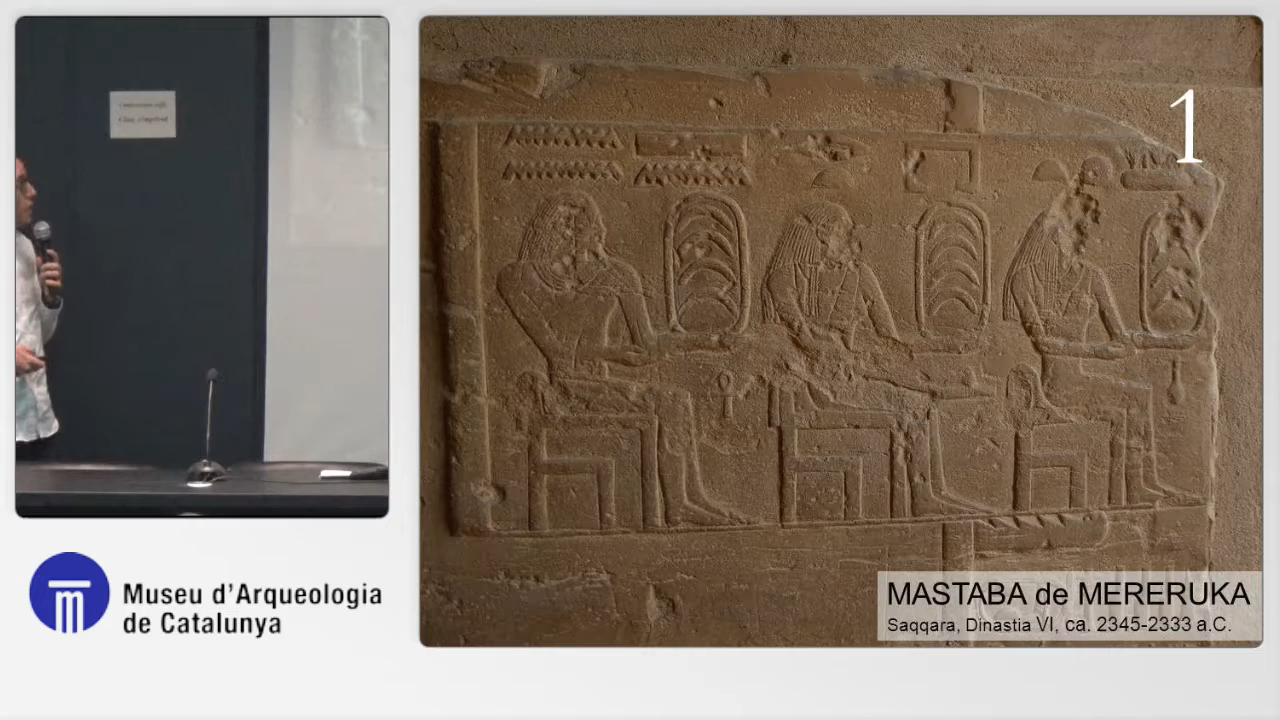 1
MASTABA de MERERUKA
Saqqara, Dinastia VI, ca. 2345-2333 a.C.
Museu d'Arqueologia
de Catalunya